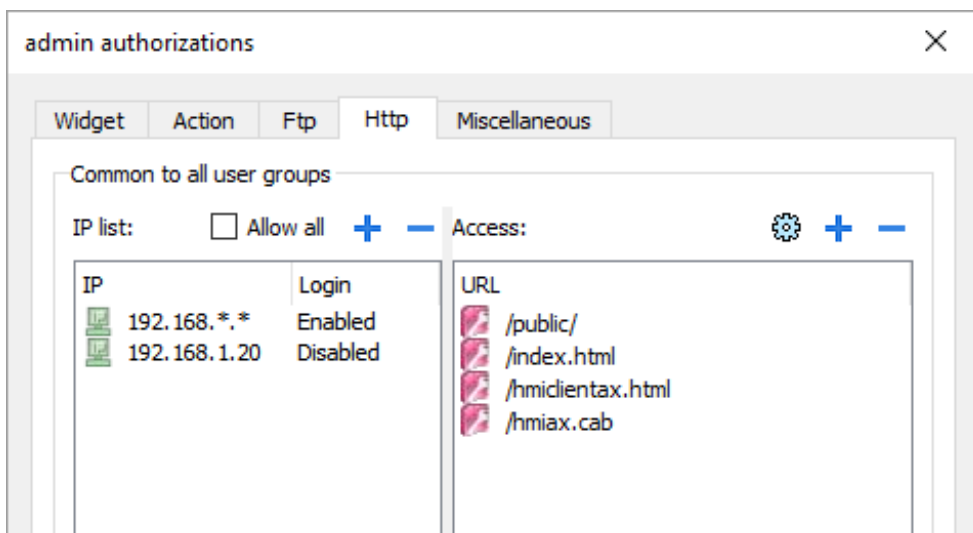 admin authorizations
Widget Action Ftp Http Miscellaneous
Common to all user groups
IP list: Allow all Access:
IP Login URL
192.168.*.* Enabled /public/
192.168.1.20 Disabled /index.html
/hmiclientax.html
/hmiax.cab